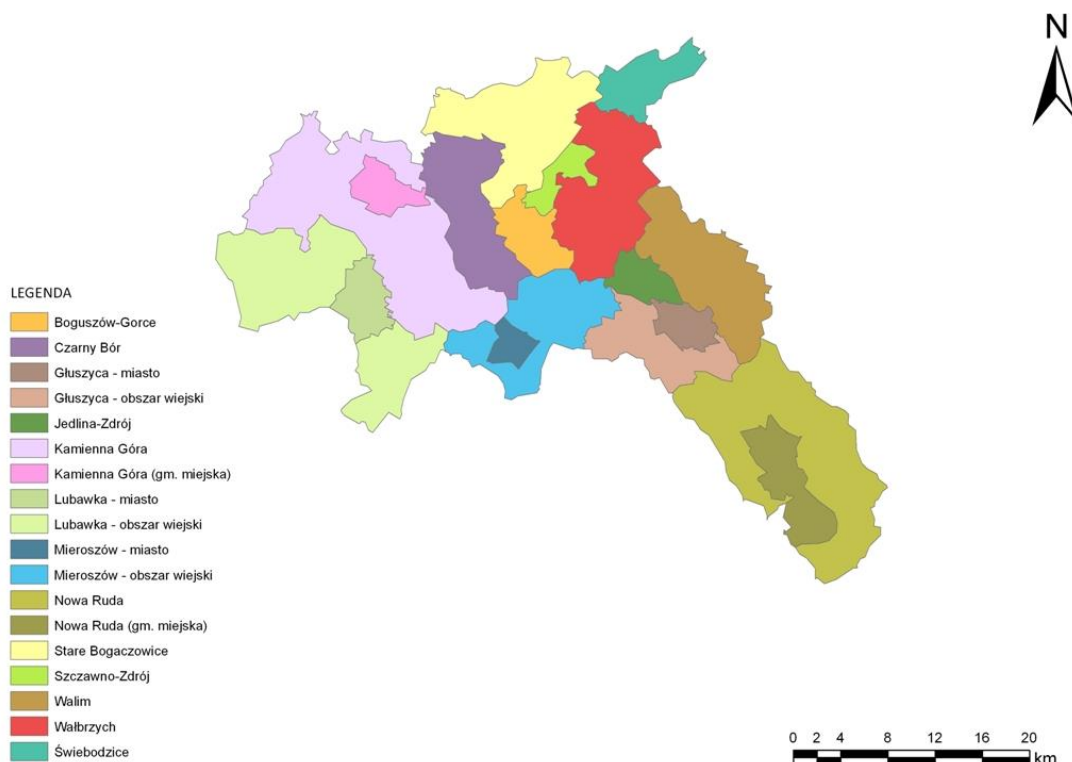 N
LEGENDA
Boguszów-Gorce
Czarny Bór
Głuszyca - miasto
Głuszyca - obszar wiejski
Jedlina-Zdrój
Kamienna Góra
Kamienna Góra (gm. miejska)
Lubawka - miasto
Lubawka - obszar wiejski
Mieroszów - miasto
Mieroszów - obszar wiejski
Nowa Ruda
Nowa Ruda (gm. miejska)
Stare Bogaczowice
Szczawno-Zdrój
Walim
Wałbrzych
Świebodzice
0 2 4 8 12 16 20
km